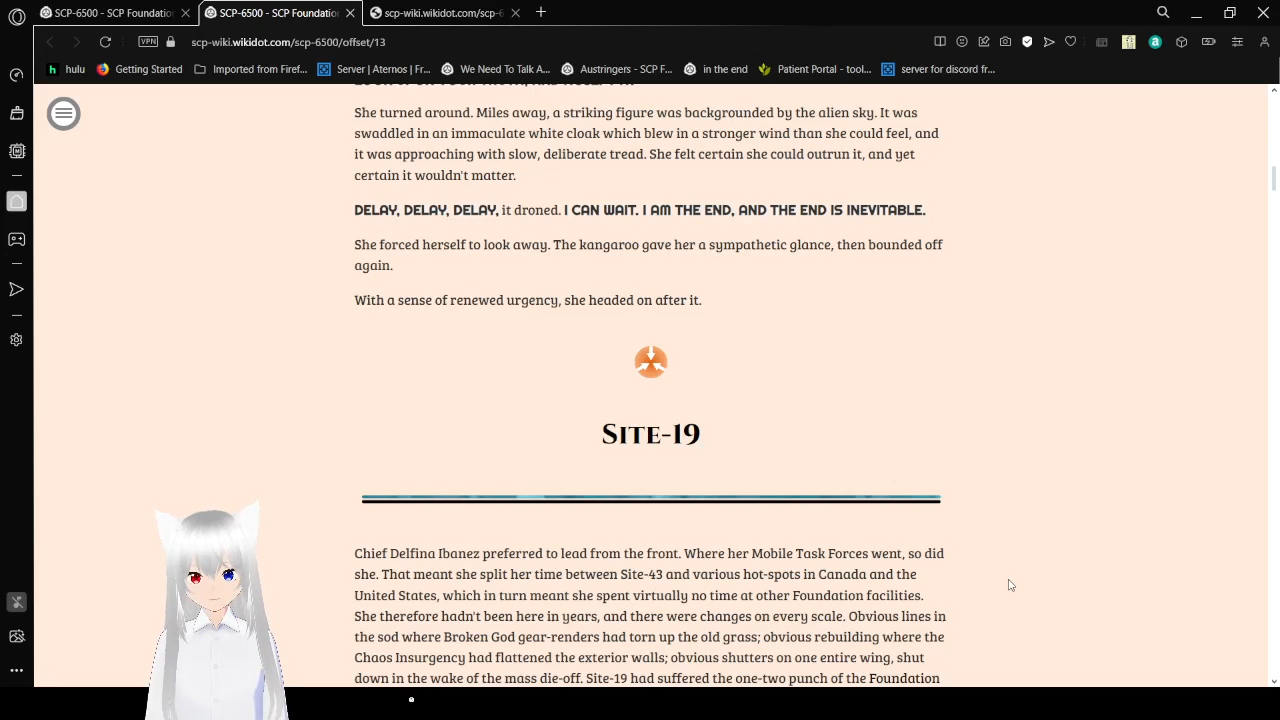 SCP-6500 - SCP Foundatio
SCP-6500 - SCP Foundatio
scp-wiki.wikidot.com/scp-6
VPN
scp-wiki.wikidot.com/scp-6500/offset/13
hulu
Getting Started
Imported from Firef...
Server | Aternos | Fr...
We Need To Talk A...
Austringers - SCP F...
in the end
Patient Portal - tool...
server for discord fr...
She turned around. Miles away, a striking figure was backgrounded by the alien sky. It was
swaddled in an immaculate white cloak which blew in a stronger wind than she could feel, and
it was approaching with slow, deliberate tread. She felt certain she could outrun it, and yet
certain it wouldn't matter.
DELAY, DELAY, DELAY, it droned. I CAN WAIT. I AM THE END, AND THE END IS INEVITABLE.
She forced herself to look away. The kangaroo gave her a sympathetic glance, then bounded off
again.
With a sense of renewed urgency, she headed on after it.
SITE-19
Chief Delfina Ibanez preferred to lead from the front. Where her Mobile Task Forces went, so did
she. That meant she split her time between Site-43 and various hot-spots in Canada and the
United States, which in turn meant she spent virtually no time at other Foundation facilities.
She therefore hadn't been here in years, and there were changes on every scale. Obvious lines in
the sod where Broken God gear-renders had torn up the old grass; obvious rebuilding where the
Chaos Insurgency had flattened the exterior walls; obvious shutters on one entire wing, shut
down in the wake of the mass die-off. Site-19 had suffered the one-two punch of the Foundation